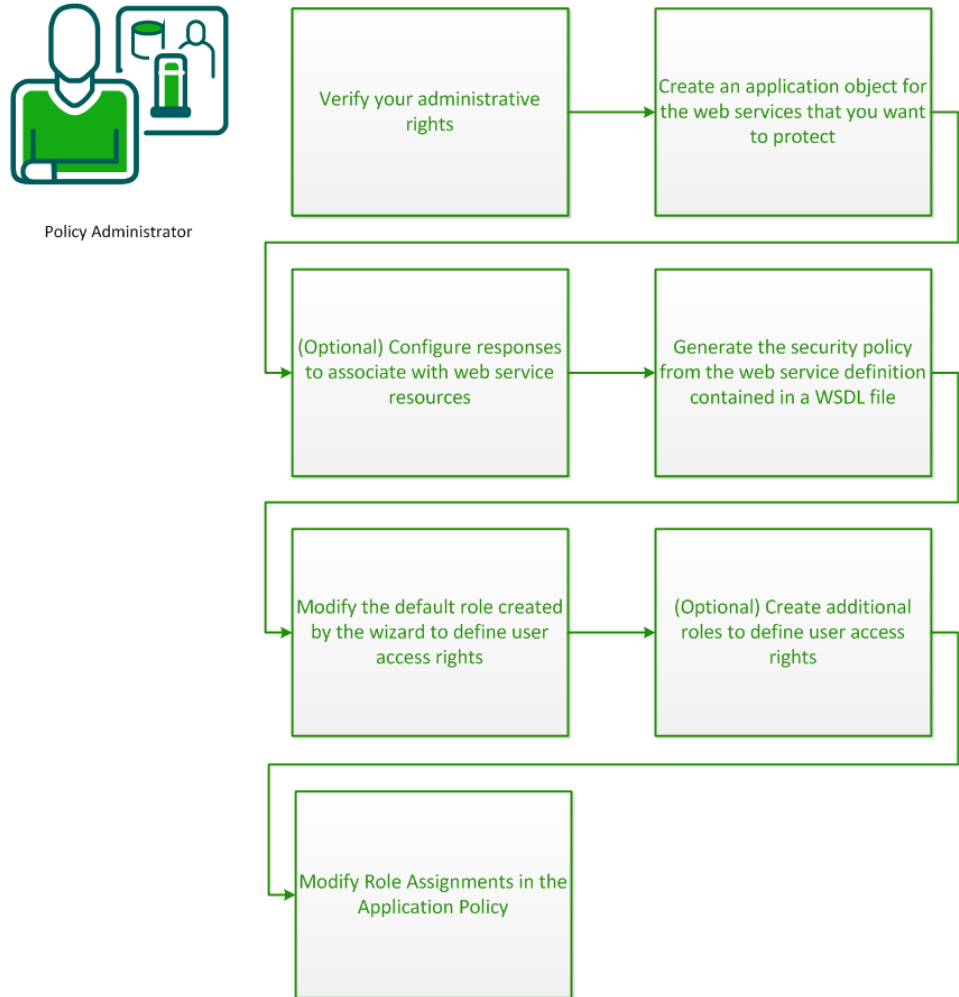 Policy Administrator
Verify your administrative
rights
Create an application object for
the web services that you want
to protect
(Optional) Configure responses
to associate with web service
resources
Generate the security policy
from the web service definition
contained in a WSDL file
Modify the default role created
by the wizard to define user
access rights
(Optional) Create additional
roles to define user access
rights
Modify Role Assignments in the
Application Policy